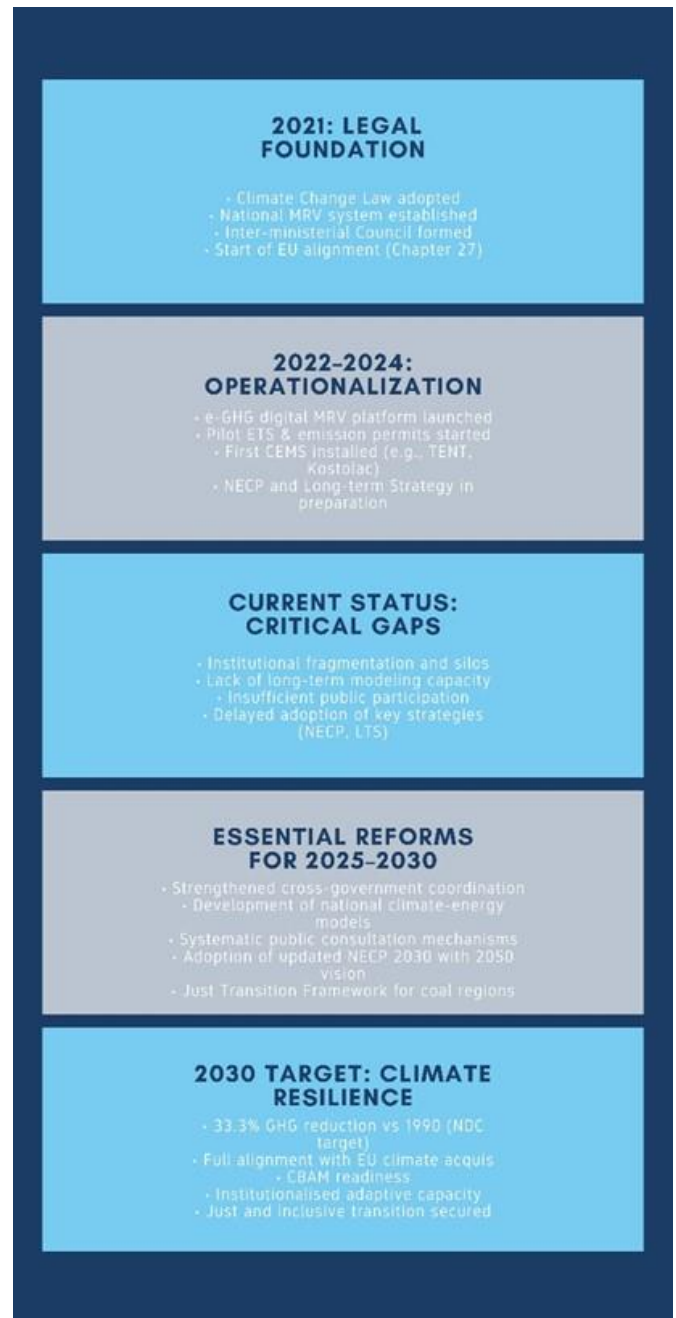 2021: LEGAL
FOUNDATION
• Climate Change Law adopted
• National MRV system established
• Inter-ministerial Council formed
• Start of EU alignment (Chapter 27)
2022–2024:
OPERATIONALIZATION
• e-GHG digital MRV platform launched
• Pilot ETS & emission permits started
• First CEMS installed (e.g., TENT,
Kostolac)
• NECP and Long-term Strategy in
preparation
CURRENT STATUS:
CRITICAL GAPS
• Institutional fragmentation and silos
• Lack of long-term modeling capacity
• Insufficient public participation
• Delayed adoption of key strategies
(NECP, LTS)
ESSENTIAL REFORMS
FOR 2025–2030
• Strengthened cross-government coordination
• Development of national climate-energy
models
• Systematic public consultation mechanisms
• Adoption of updated NECP 2030 with 2050
vision
• Just Transition Framework for coal regions
2030 TARGET: CLIMATE
RESILIENCE
• 33.3% GHG reduction vs 1990 (NDC
target)
• Full alignment with EU climate acquis
• CBAM readiness
• Institutionalised adaptive capacity
• Just and inclusive transition secured